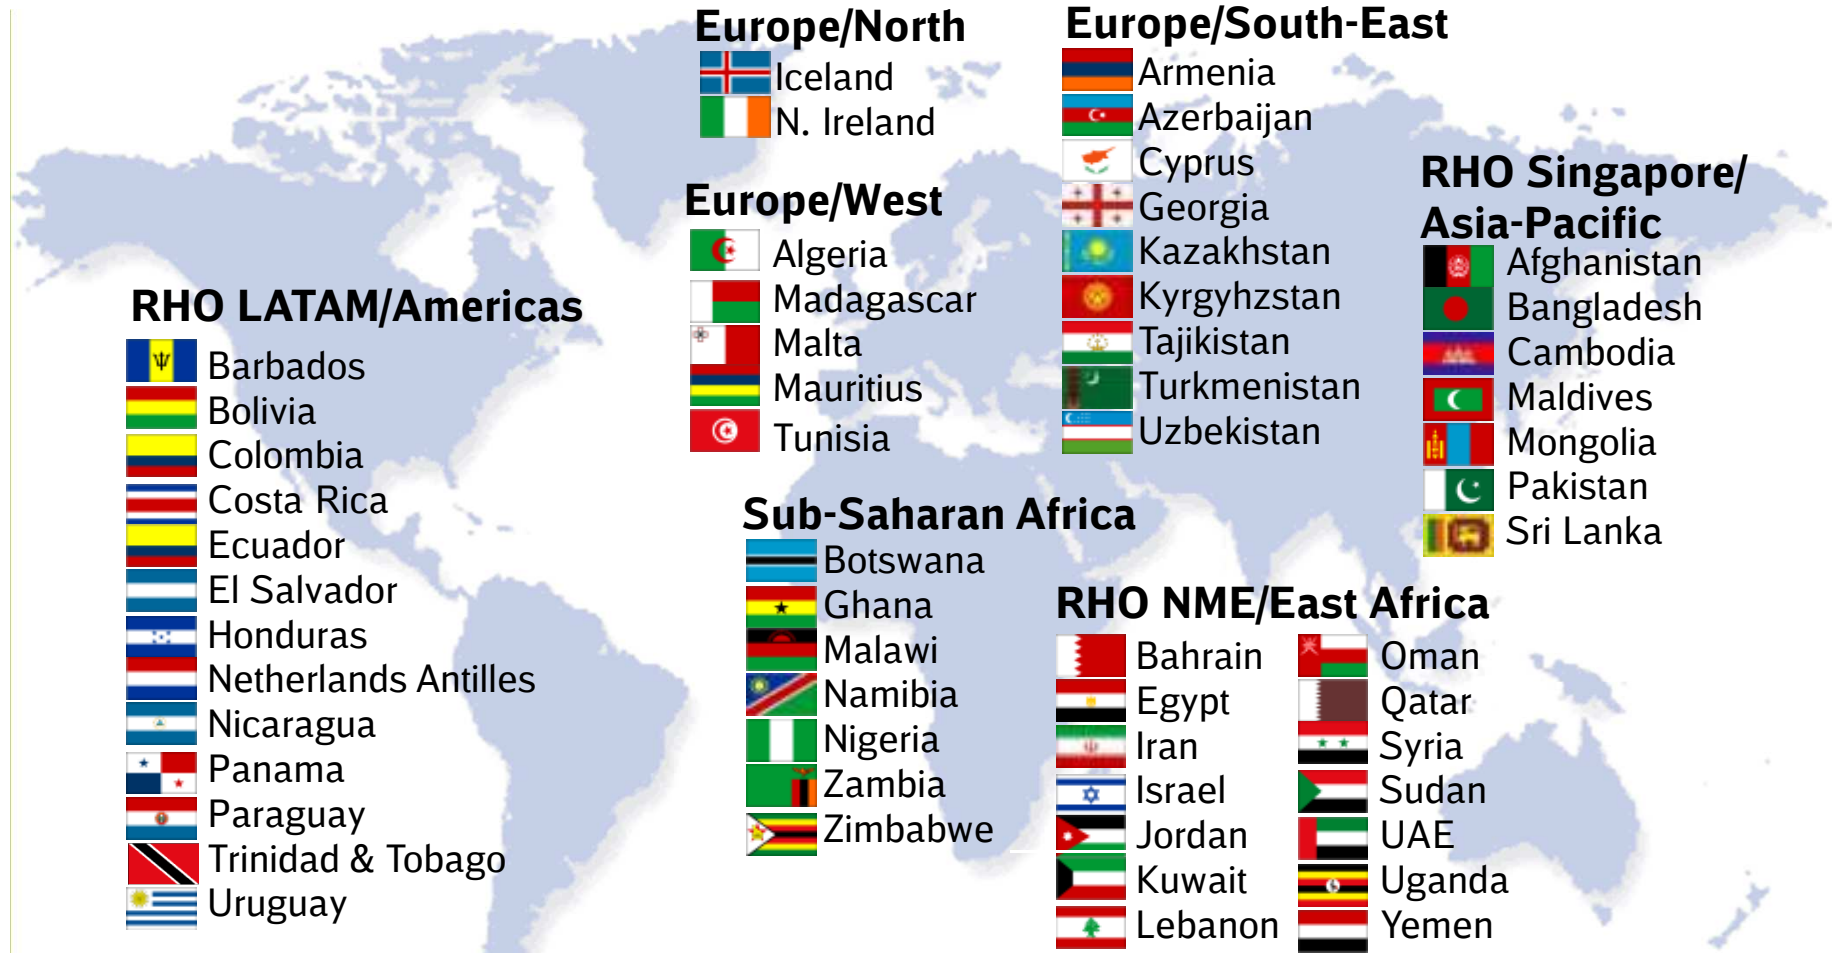 Europe/North
Iceland
N. Ireland
Europe/West
Algeria
Madagascar
Malta
Mauritius
Tunisia
Europe/South-East
Armenia
Azerbaijan
Cyprus
Georgia
Kazakhstan
Kyrgyhzstan
Tajikistan
Turkmenistan
Uzbekistan
RHO Singapore/
Asia-Pacific
Afghanistan
Bangladesh
Cambodia
Maldives
Mongolia
Pakistan
Sri Lanka
RHO LATAM/Americas
Barbados
Bolivia
Colombia
Costa Rica
Ecuador
El Salvador
Honduras
Netherlands Antilles
Nicaragua
Panama
Paraguay
Trinidad & Tobago
Uruguay
Sub-Saharan Africa
Botswana
Ghana
Malawi
Namibia
Nigeria
Zambia
Zimbabwe
RHO NME/East Africa
Bahrain
Egypt
Iran
Israel
Jordan
Kuwait
Lebanon
Oman
Qatar
Syria
Sudan
UAE
Uganda
Yemen